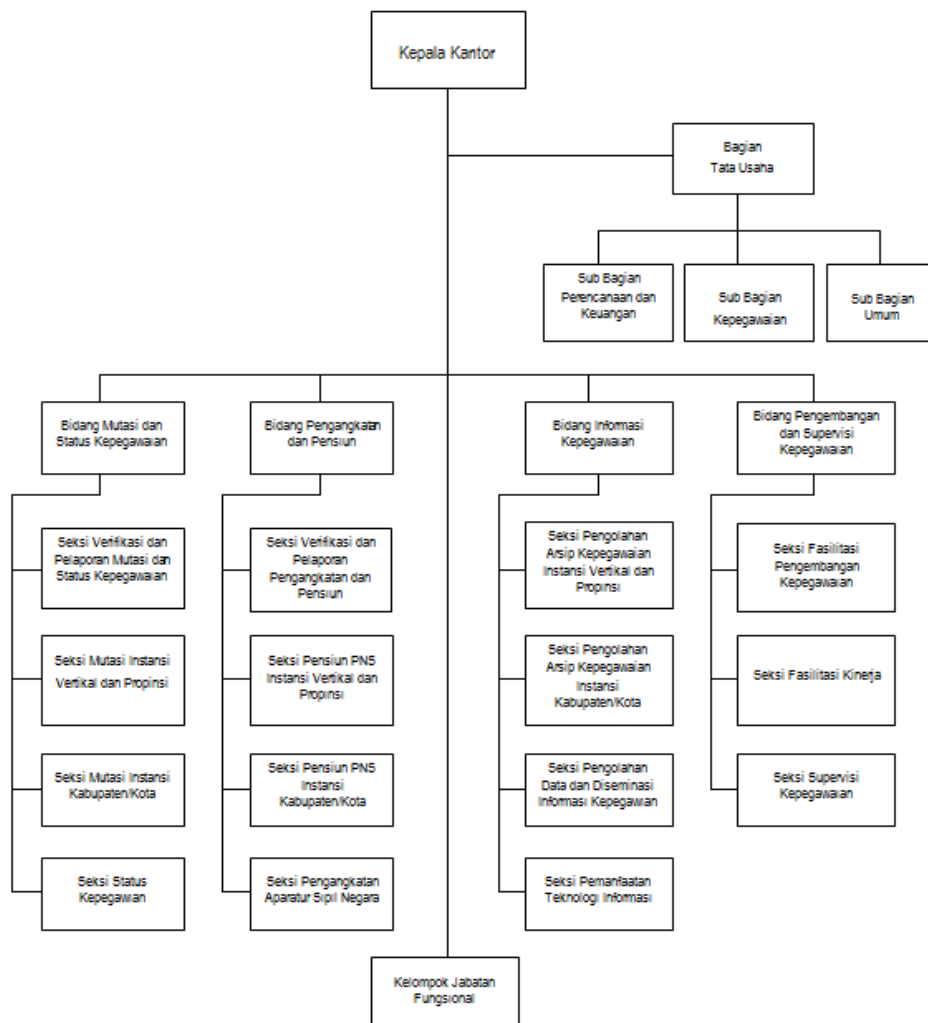 Kepala Kantor
Bagian
Tata Usaha
Sub Bagian
Perencanaan dan
Keuangan
Sub Bagian
Kepegawaian
Sub Bagian
Umum
Bidang Mutasi dan
Status Kepegawaian
Bidang Pengangkatan
dan Pensiun
Bidang Informasi
Kepegawaian
Bidang Pengembangan
dan Supervisi
Kepegawaian
Seksi Verifikasi dan
Pelaporan Mutasi dan
Status Kepegawaian
Seksi Verifikasi dan
Pelaporan
Pengangkatan dan
Pensiun
Seksi Pengolahan
Arsip Kepegawaian
Instansi Vertikal dan
Propinsi
Seksi Fasilitasi
Pengembangan
Kepegawaian
Seksi Mutasi Instansi
Vertikal dan Propinsi
Seksi Pensiun PNS
Instansi Vertikal dan
Propinsi
Seksi Pengolahan
Arsip Kepegawaian
Instansi
Kabupaten/Kota
Seksi Fasilitasi Kinerja
Seksi Mutasi Instansi
Kabupaten/Kota
Seksi Pensiun PNS
Instansi
Kabupaten/Kota
Seksi Pengolahan
Data dan Diseminasi
Informasi Kepegawian
Seksi Supervisi
Kepegawaian
Seksi Status
Kepegawian
Seksi Pengangkatan
Aparatur Sipil Negara
Seksi Pemanfaatan
Teknologi Informasi
Kelompok Jabatan
Fungsional